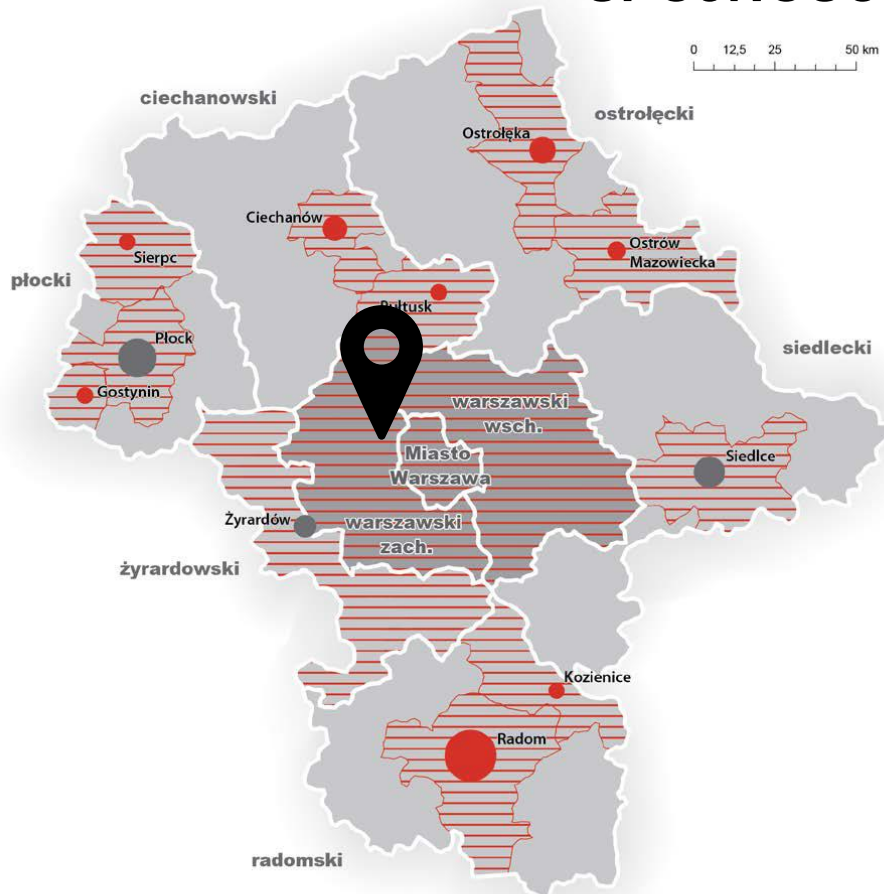 0 12,5 25 50 km
ciechanowski
ostrołęcki
Ostrołęka
Ciechanów
Ostrów
Mazowiecka
Sierpc
płocki
Pułtusk
Płock
siedlecki
Gostynin
warszawski
wsch.
Miasto
Warszawa
Siedlce
Żyrardów
warszawski
zach.
żyrardowski
Kozienice
Radom
radomski